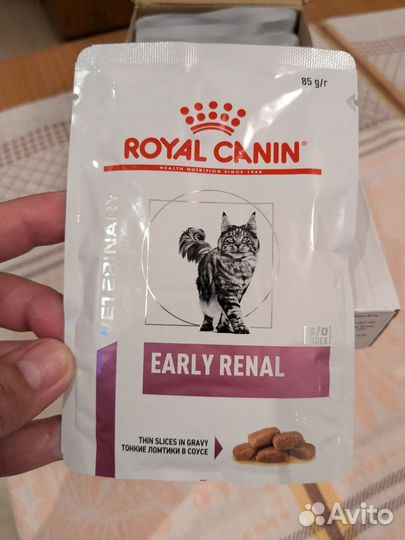 85 g/г
ROYAL CANIN
HEALTH NUTRITION SINCE 1968
VETERINARY
S/O
INDEX
EARLY RENAL
THIN SLICES IN GRAVY
ТОНКИЕ ЛОМТИКИ В СОУСЕ
Avito